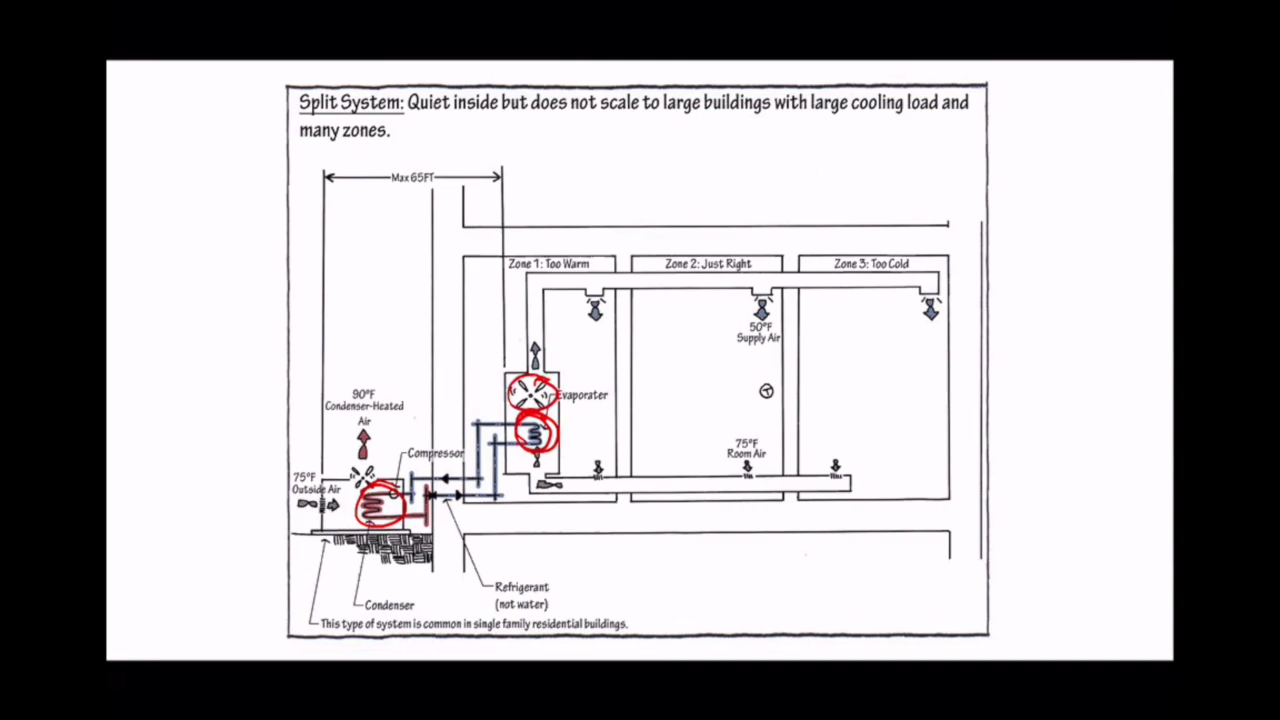 Split System: Quiet inside but does not scale to large buildings with large cooling load and
many zones.
Max 65FT
Zone 1: Too Warm
Zone 2: Just Right
Zone 3: Too Cold
50°F
Supply Air
Evaporater
90°F
Condenser-Heated
Air
T
75°F
Room Air
Compressor
75°F
Outside Air
Refrigerant
(not water)
Condenser
This type of system is common in single family residential buildings.